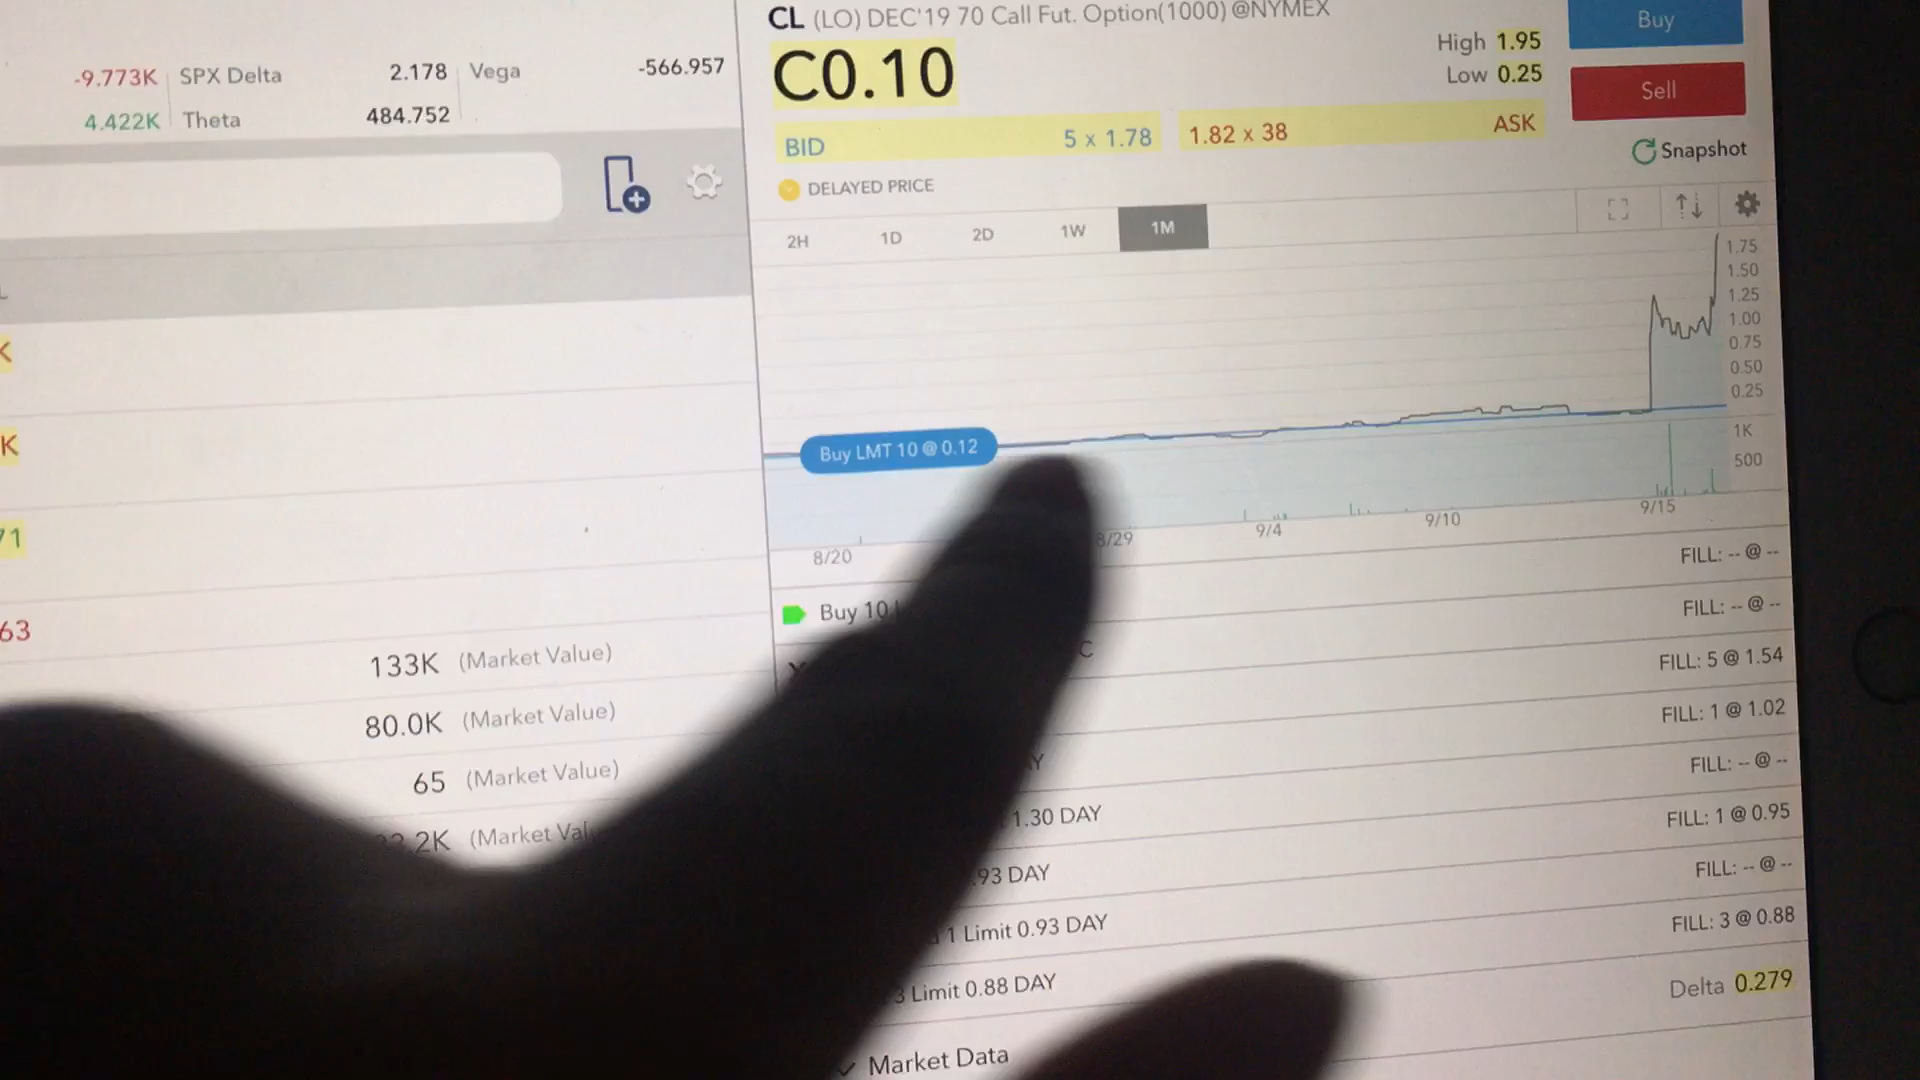 CL (LO) DEC'19 70 Call Fut. Option(1000) @NYMEX
C0.10
High 1.95
Low 0.25
Buy
Sell
-9.773K SPX Delta 2.178 Vega -566.957
4.422K Theta 484.752
BID 5 x 1.78 1.82 x 38 ASK
DELAYED PRICE
Snapshot
2H 1D 2D 1W 1M
1.75
1.50
1.25
1.00
0.75
0.50
0.25
1K
500
Buy LMT 10 @ 0.12
8/20 8/29 9/4 9/10 9/15
K
K
71
63
133K (Market Value)
80.0K (Market Value)
65 (Market Value)
2K (Market Val
FILL: -- @ --
Buy 10
FILL: -- @ --
C
FILL: 5 @ 1.54
FILL: 1 @ 1.02
AY
FILL: -- @ --
1.30 DAY
FILL: 1 @ 0.95
.93 DAY
FILL: -- @ --
1 Limit 0.93 DAY
FILL: 3 @ 0.88
3 Limit 0.88 DAY
Delta 0.279
Market Data